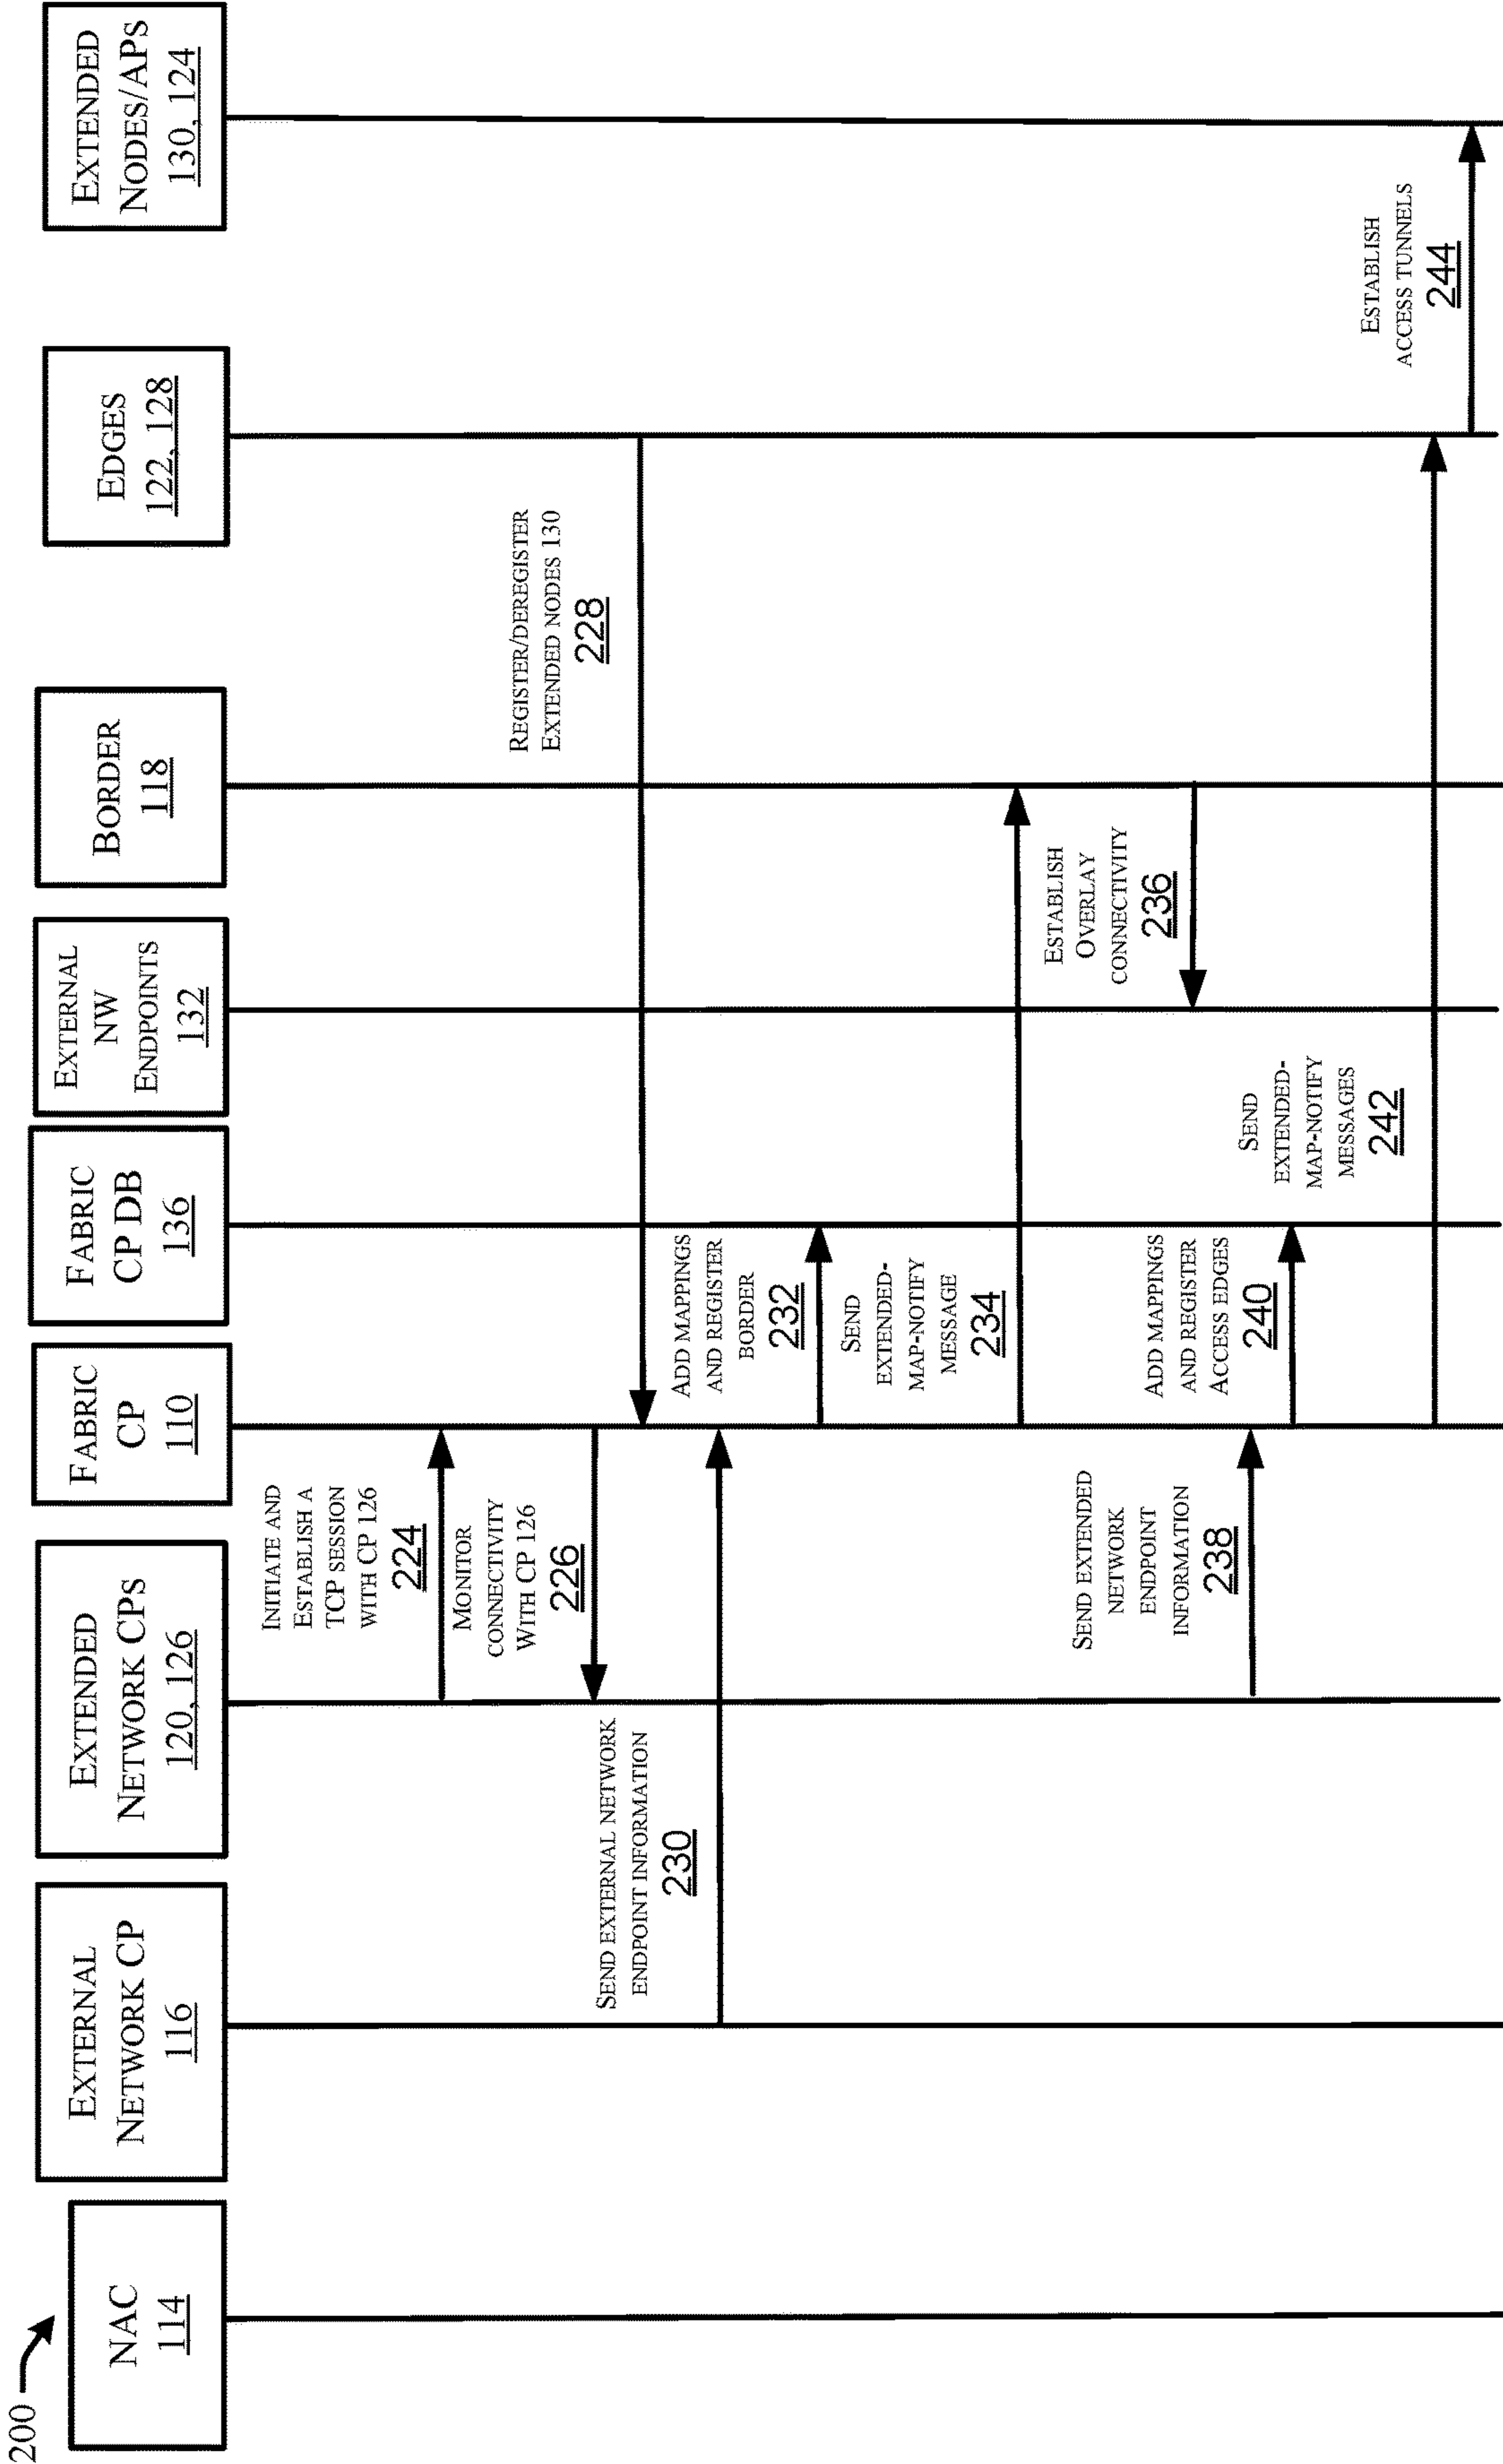 200
NAC
114
EXTERNAL
NETWORK CP
116
EXTENDED
NETWORK CPS
120, 126
FABRIC
CP
110
FABRIC
CP DB
136
EXTERNAL
NW
ENDPOINTS
132
BORDER
118
EDGES
122, 128
EXTENDED
NODES/APS
130, 124
INITIATE AND
ESTABLISH A
TCP SESSION
WITH CP 126
224
MONITOR
CONNECTIVITY
WITH CP 126
226
REGISTER/DEREGISTER
EXTENDED NODES 130
228
SEND EXTERNAL NETWORK
ENDPOINT INFORMATION
230
ADD MAPPINGS
AND REGISTER
BORDER
232
SEND
EXTENDED-
MAP-NOTIFY
MESSAGE
234
ESTABLISH
OVERLAY
CONNECTIVITY
236
SEND EXTENDED
NETWORK
ENDPOINT
INFORMATION
238
ADD MAPPINGS
AND REGISTER
ACCESS EDGES
240
SEND
EXTENDED-
MAP-NOTIFY
MESSAGES
242
ESTABLISH
ACCESS TUNNELS
244